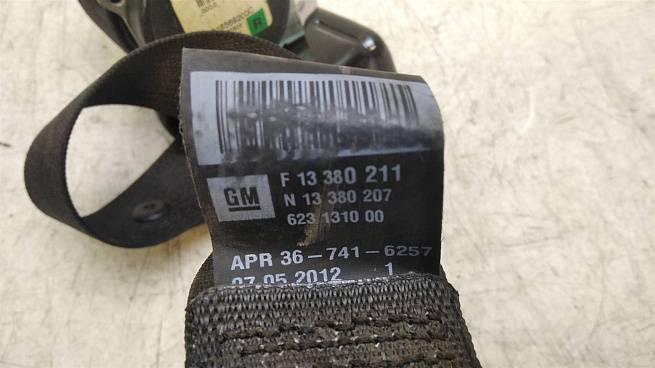 R
GM
F 13 380 211
N 13 380 207
623 1310 00
APR 36-741-6257
07.05.2012 1